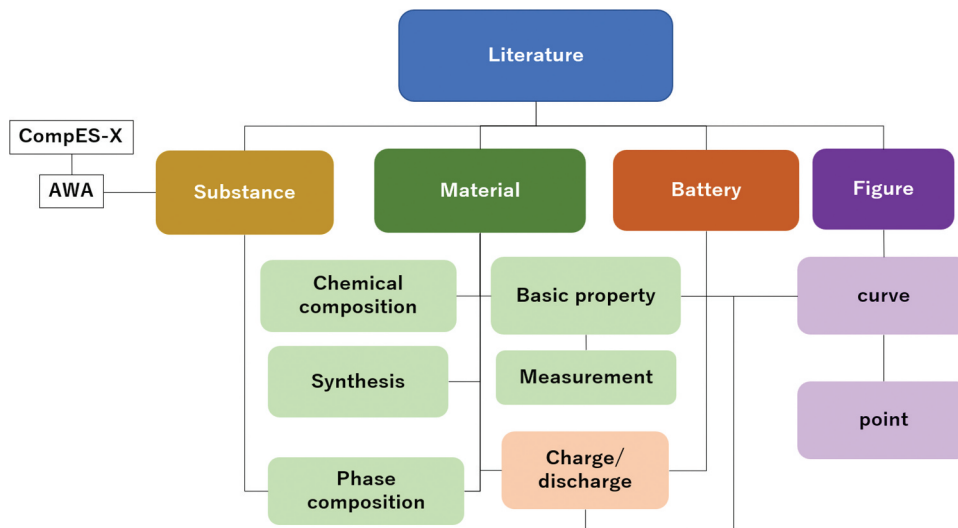 Literature
CompES-X
AWA
Substance
Material
Battery
Figure
Chemical
composition
Basic property
curve
Synthesis
Measurement
point
Phase
composition
Charge/
discharge